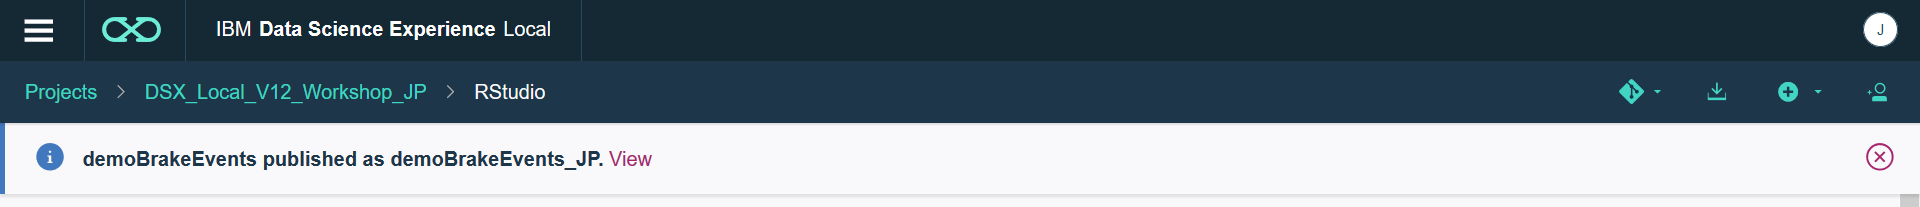 IBM Data Science Experience Local
J
Projects > DSX_Local_V12_Workshop_JP > RStudio
demoBrakeEvents published as demoBrakeEvents_JP. View